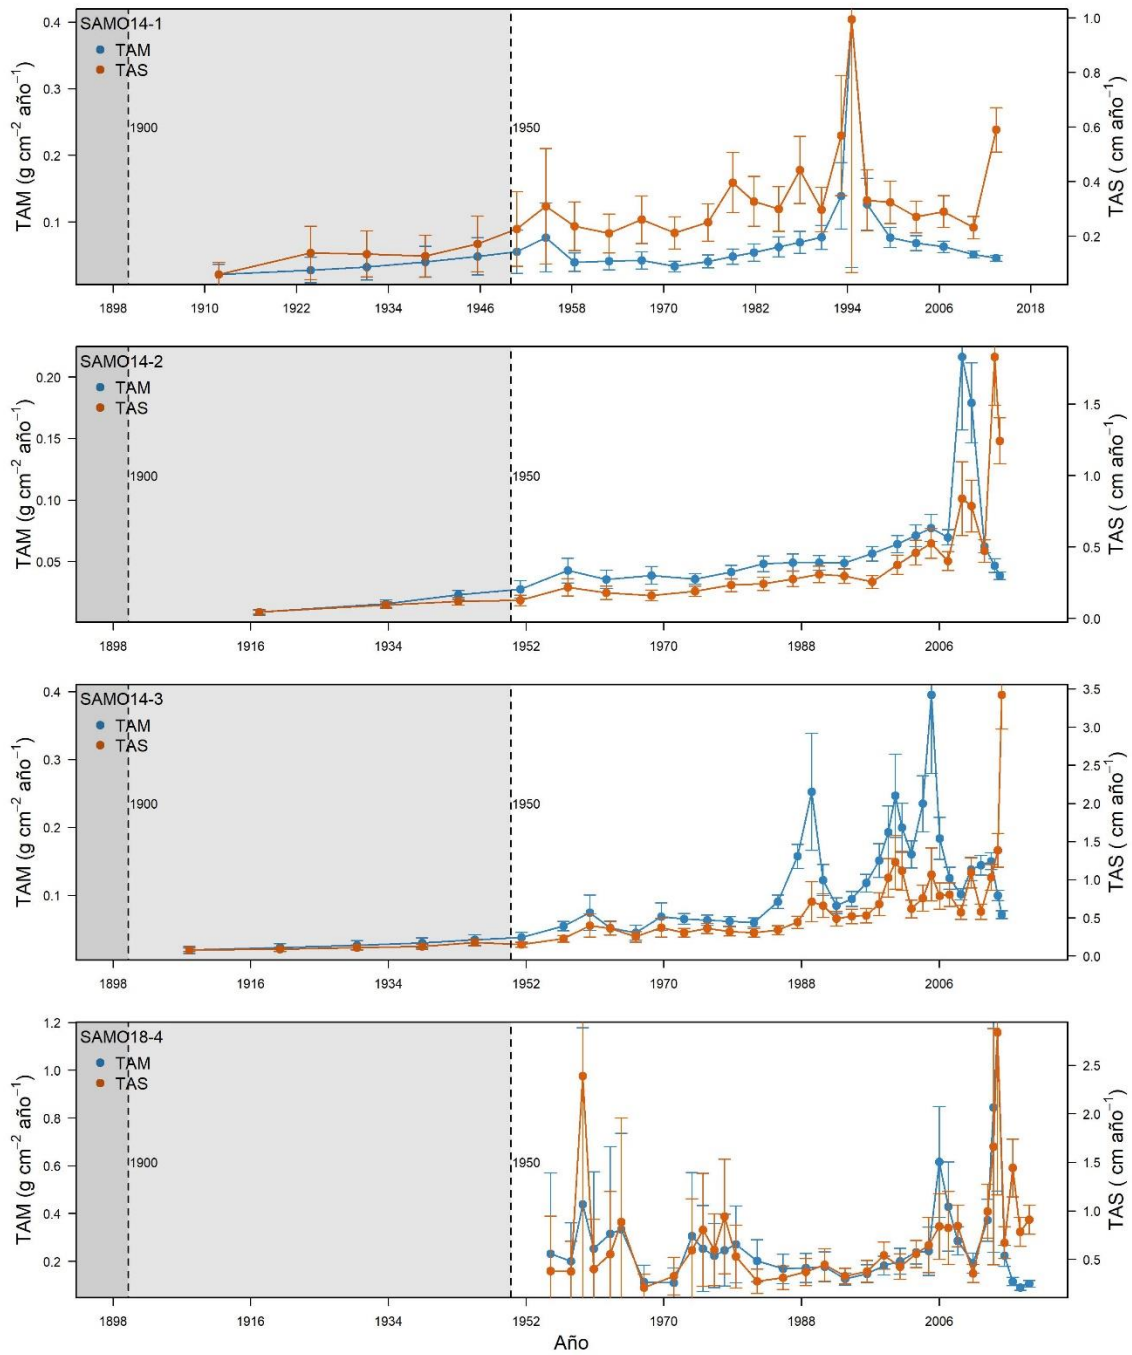 SAMO14-1
TAM
TAS
1900
1950
TAM (g cm⁻² año⁻¹)
0.4
0.3
0.2
0.1
TAS ( cm año⁻¹)
1.0
0.8
0.6
0.4
0.2
1898 1910 1922 1934 1946 1958 1970 1982 1994 2006 2018
SAMO14-2
TAM
TAS
1900
1950
TAM (g cm⁻² año⁻¹)
0.20
0.15
0.10
0.05
TAS ( cm año⁻¹)
1.5
1.0
0.5
0.0
1898 1916 1934 1952 1970 1988 2006
SAMO14-3
TAM
TAS
1900
1950
TAM (g cm⁻² año⁻¹)
0.4
0.3
0.2
0.1
TAS ( cm año⁻¹)
3.5
3.0
2.5
2.0
1.5
1.0
0.5
0.0
1898 1916 1934 1952 1970 1988 2006
SAMO18-4
TAM
TAS
1900
1950
TAM (g cm⁻² año⁻¹)
1.2
1.0
0.8
0.6
0.4
0.2
TAS ( cm año⁻¹)
2.5
2.0
1.5
1.0
0.5
1898 1916 1934 1952 1970 1988 2006
Año